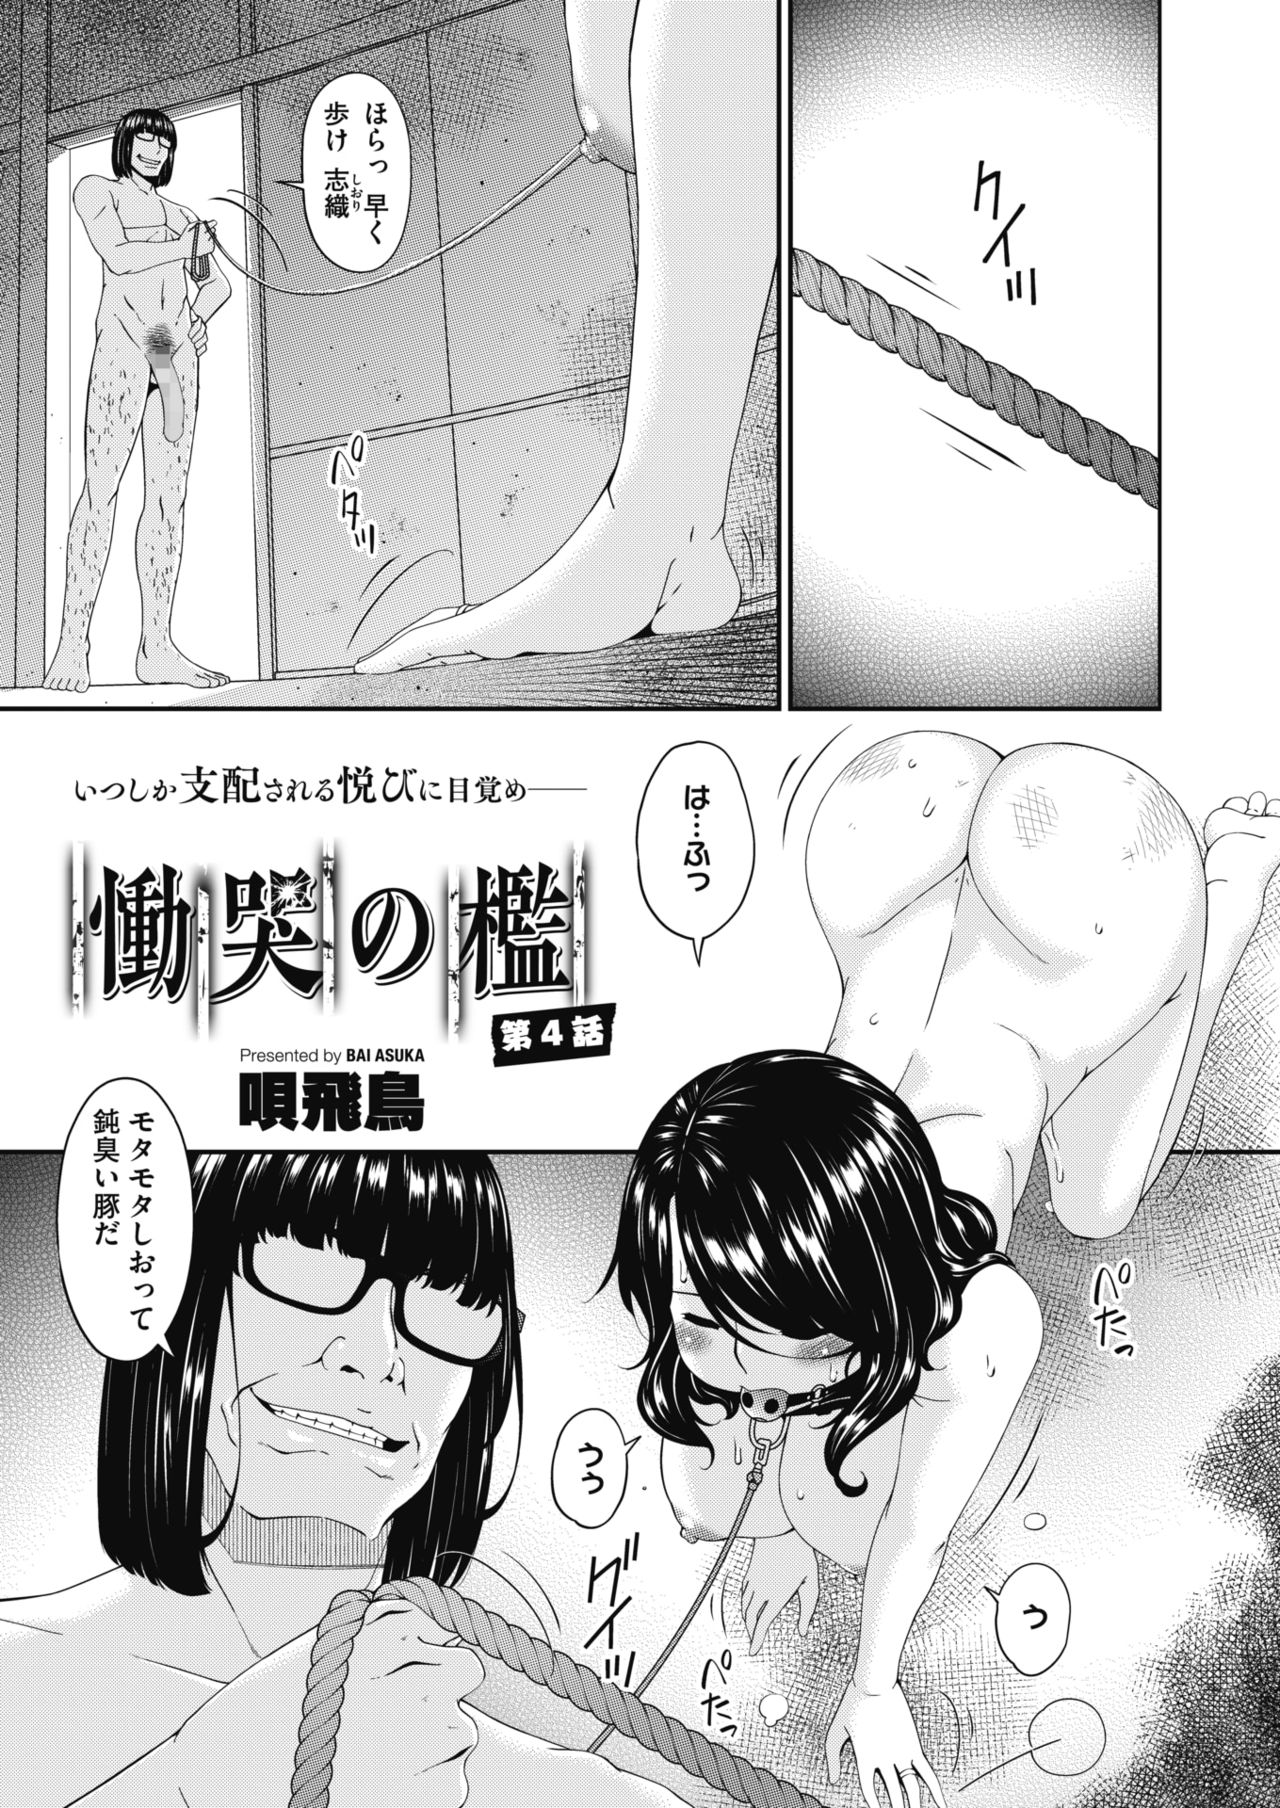 クイッ
ほらっ 早く
歩け 志織
しおり
ペタッ
は…ふっ
いつしか支配される悦びに目覚め――
慟哭の檻
第4話
Presented by BAI ASUKA
唄飛鳥
ぺたっ
モタモタしおって
鈍臭い豚だ
うぅ
グイッ
う
ぺたっ